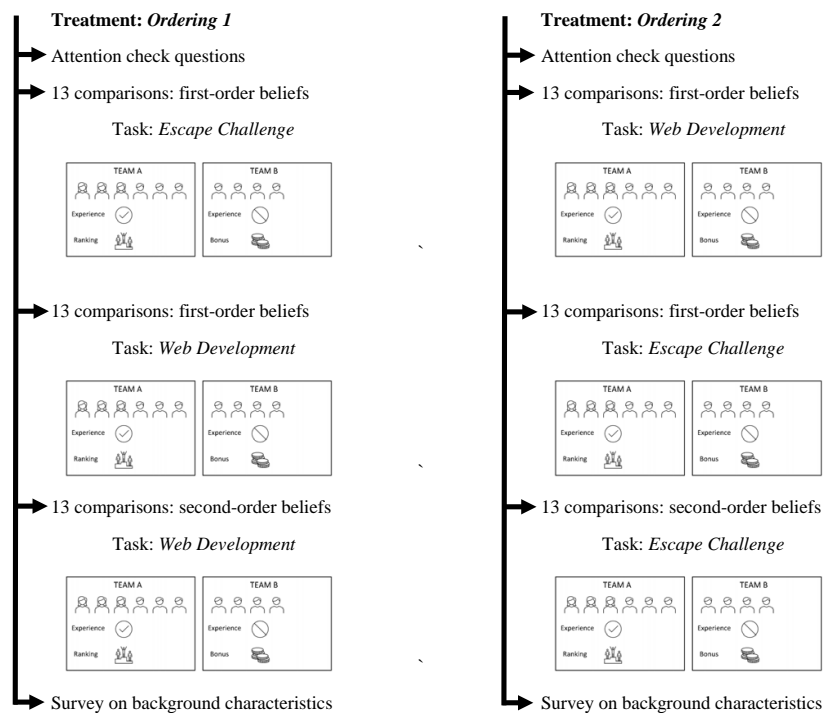 Treatment: Ordering 1
Attention check questions
13 comparisons: first-order beliefs
Task: Escape Challenge
TEAM A
Experience
Ranking
TEAM B
Experience
Bonus
`
13 comparisons: first-order beliefs
Task: Web Development
TEAM A
Experience
Ranking
TEAM B
Experience
Bonus
`
13 comparisons: second-order beliefs
Task: Web Development
TEAM A
Experience
Ranking
TEAM B
Experience
Bonus
`
Survey on background characteristics
Treatment: Ordering 2
Attention check questions
13 comparisons: first-order beliefs
Task: Web Development
TEAM A
Experience
Ranking
TEAM B
Experience
Bonus
13 comparisons: first-order beliefs
Task: Escape Challenge
TEAM A
Experience
Ranking
TEAM B
Experience
Bonus
13 comparisons: second-order beliefs
Task: Escape Challenge
TEAM A
Experience
Ranking
TEAM B
Experience
Bonus
Survey on background characteristics